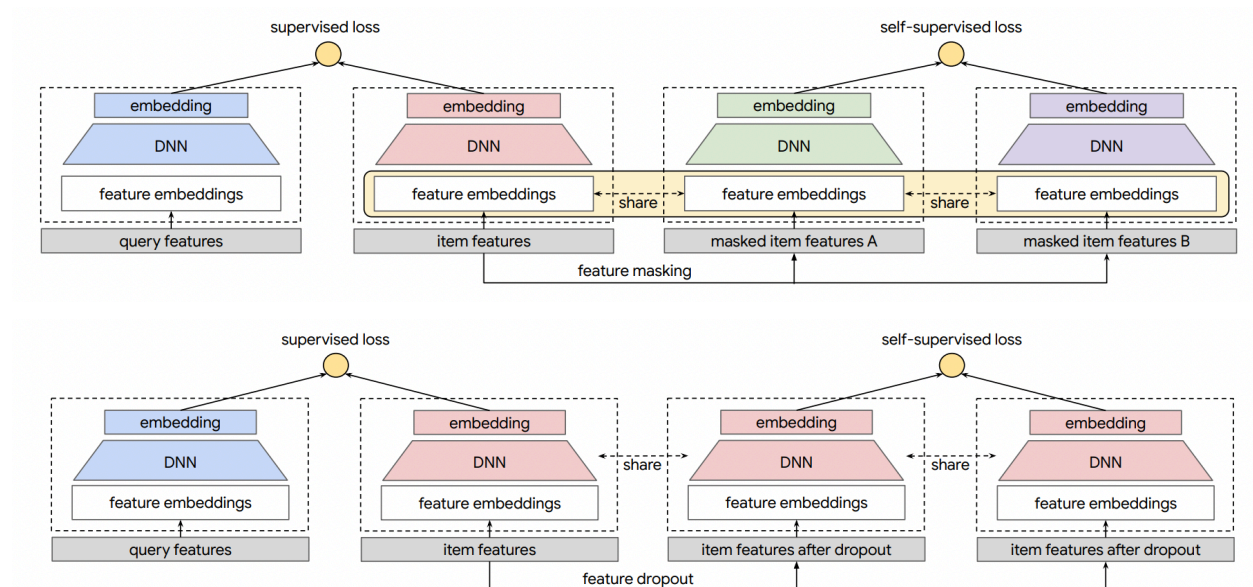 supervised loss
self-supervised loss
embedding
embedding
embedding
embedding
DNN
DNN
DNN
DNN
feature embeddings
feature embeddings
share
feature embeddings
share
feature embeddings
query features
item features
masked item features A
masked item features B
feature masking
supervised loss
self-supervised loss
embedding
embedding
embedding
embedding
DNN
DNN
share
DNN
share
DNN
feature embeddings
feature embeddings
feature embeddings
feature embeddings
query features
item features
item features after dropout
item features after dropout
feature dropout